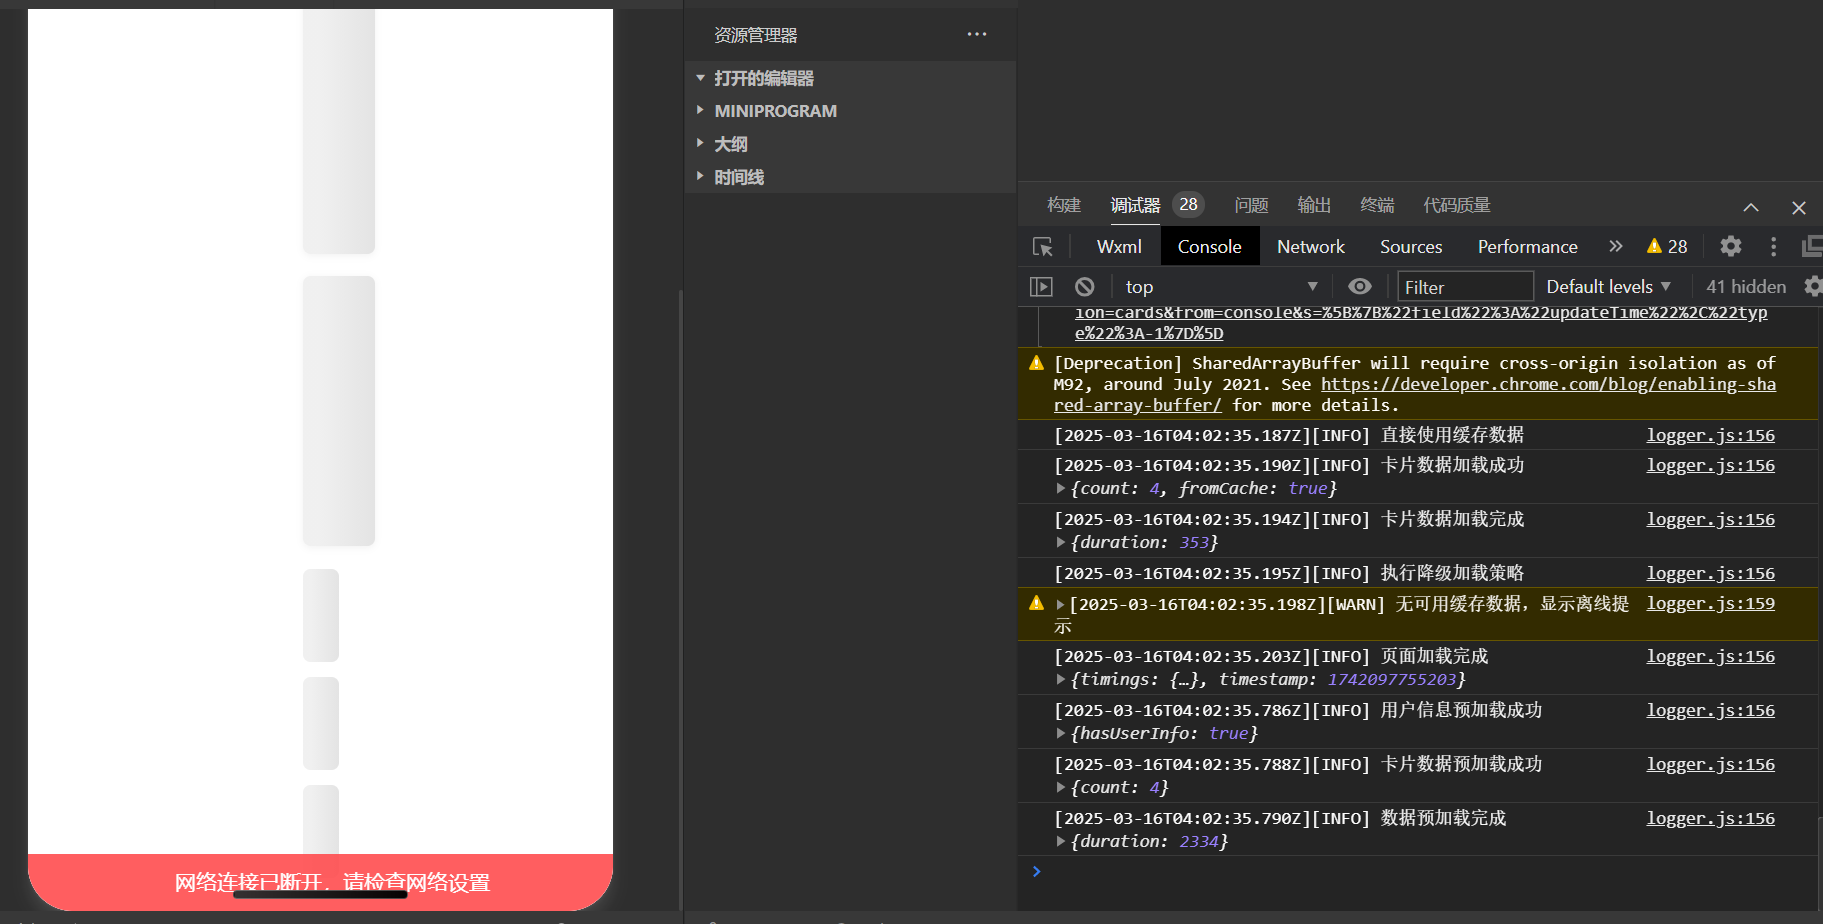 网络连接已断开，请检查网络设置
资源管理器
打开的编辑器
MINIPROGRAM
大纲
时间线
构建 调试器 28 问题 输出 终端 代码质量
Wxml Console Network Sources Performance 28
top Filter Default levels 41 hidden
ion=cards&from=console&s=%5B%7B%22field%22%3A%22updateTime%22%2C%22typ
e%22%3A-1%7D%5D
[Deprecation] SharedArrayBuffer will require cross-origin isolation as of
M92, around July 2021. See https://developer.chrome.com/blog/enabling-sha
red-array-buffer/ for more details.
[2025-03-16T04:02:35.187Z][INFO] 直接使用缓存数据 logger.js:156
[2025-03-16T04:02:35.190Z][INFO] 卡片数据加载成功 logger.js:156
{count: 4, fromCache: true}
[2025-03-16T04:02:35.194Z][INFO] 卡片数据加载完成 logger.js:156
{duration: 353}
[2025-03-16T04:02:35.195Z][INFO] 执行降级加载策略 logger.js:156
[2025-03-16T04:02:35.198Z][WARN] 无可用缓存数据，显示离线提 logger.js:159
示
[2025-03-16T04:02:35.203Z][INFO] 页面加载完成 logger.js:156
{timings: {…}, timestamp: 1742097755203}
[2025-03-16T04:02:35.786Z][INFO] 用户信息预加载成功 logger.js:156
{hasUserInfo: true}
[2025-03-16T04:02:35.788Z][INFO] 卡片数据预加载成功 logger.js:156
{count: 4}
[2025-03-16T04:02:35.790Z][INFO] 数据预加载完成 logger.js:156
{duration: 2334}